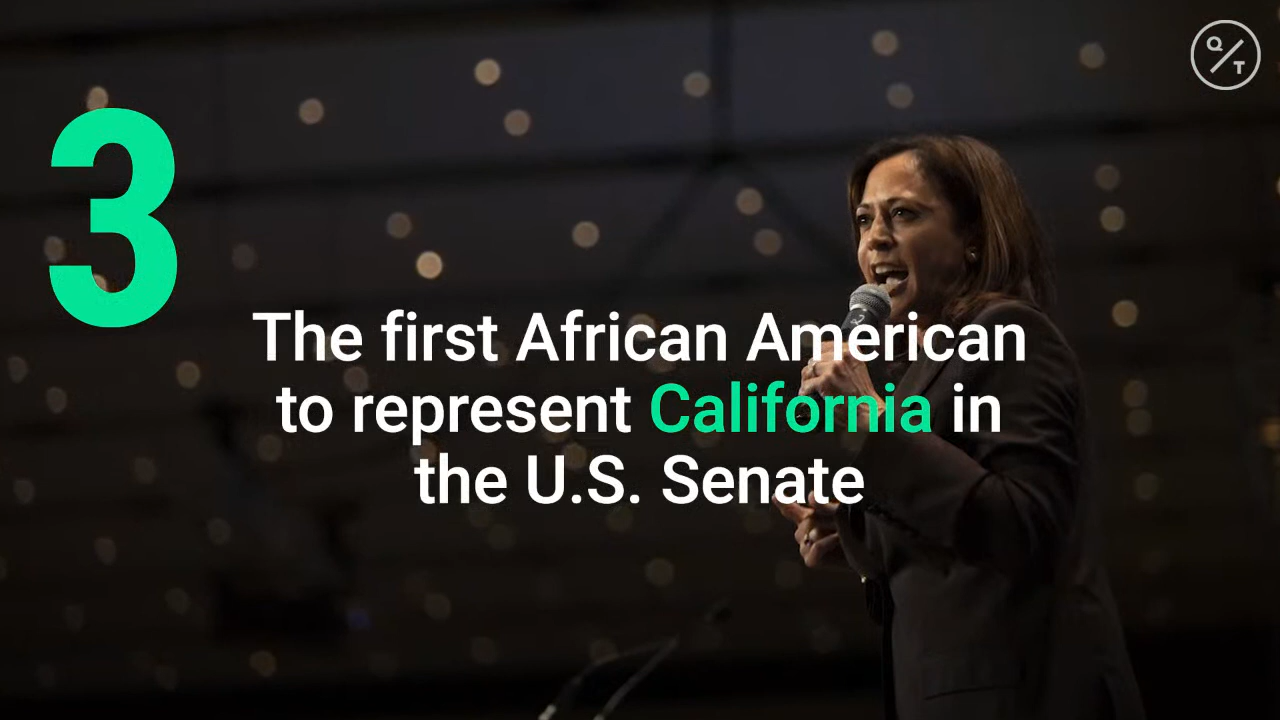 Q/T
3
The first African American
to represent California in
the U.S. Senate